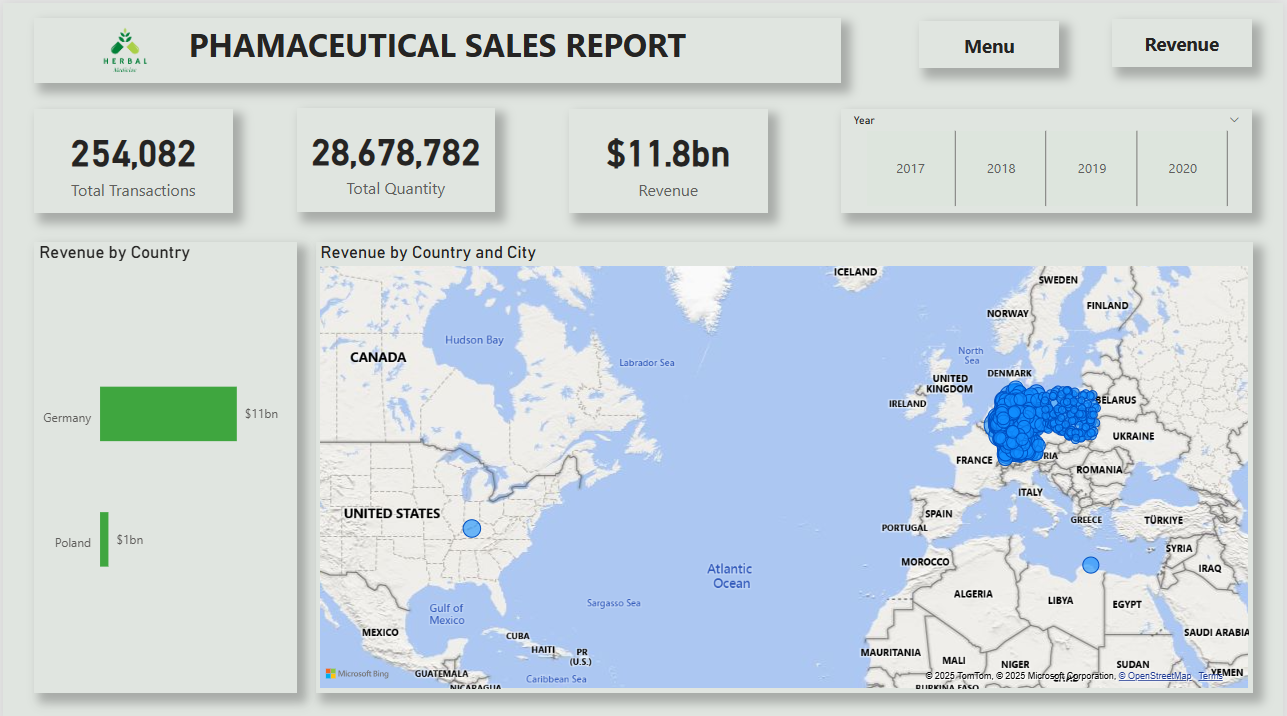 HERBAL
Medicine
PHAMACEUTICAL SALES REPORT
Menu
Revenue
254,082
Total Transactions
28,678,782
Total Quantity
$11.8bn
Revenue
Year
2017
2018
2019
2020
Revenue by Country
Germany
$11bn
Poland
$1bn
Revenue by Country and City
ICELAND
SWEDEN
FINLAND
NORWAY
Hudson Bay
CANADA
Labrador Sea
North
Sea
DENMARK
UNITED
KINGDOM
IRELAND
BELARUS
UKRAINE
FRANCE
RIA
ROMANIA
ITALY
UNITED STATES
SPAIN
PORTUGAL
GREECE
TÜRKIYE
SYRIA
IRAQ
MOROCCO
Atlantic
Ocean
ALGERIA
LIBYA
EGYPT
Sargasso Sea
Gulf of
Mexico
MEXICO
CUBA
HAITI
PR
(U.S.)
SAUDI ARABIA
MAURITANIA
MALI
NIGER
SUDAN
YEMEN
Microsoft Bing
GUATEMALA
Caribbean Sea
NICARAGUA
BURKINA FASO
© 2025 TomTom, © 2025 Microsoft Corporation, © OpenStreetMap Terms